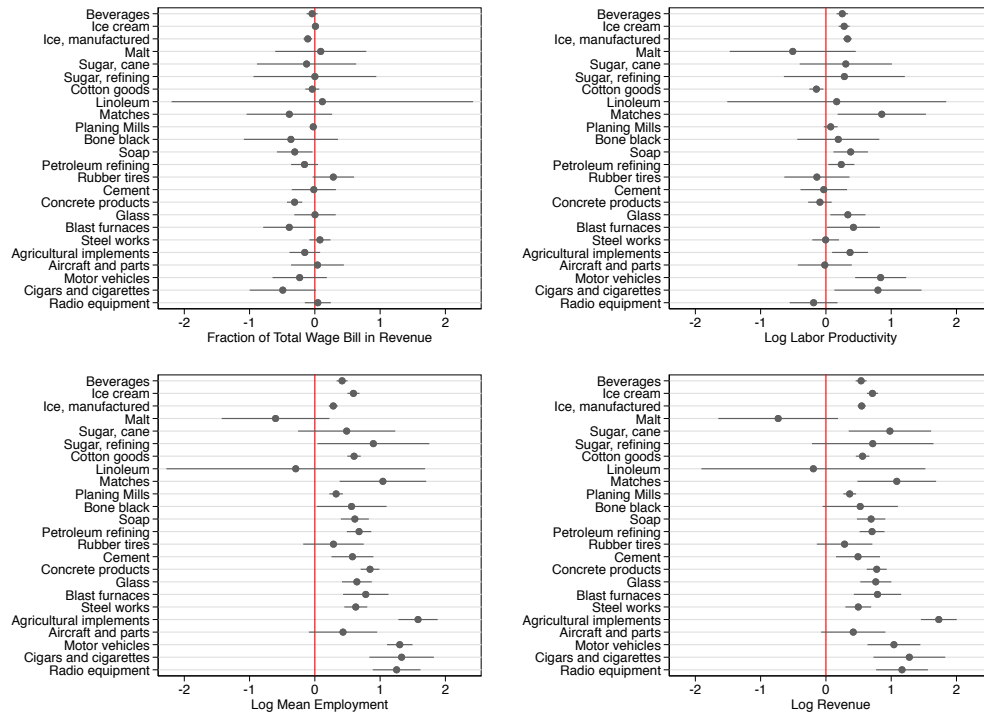 Beverages
Ice cream
Ice, manufactured
Malt
Sugar, cane
Sugar, refining
Cotton goods
Linoleum
Matches
Planing Mills
Bone black
Soap
Petroleum refining
Rubber tires
Cement
Concrete products
Glass
Blast furnaces
Steel works
Agricultural implements
Aircraft and parts
Motor vehicles
Cigars and cigarettes
Radio equipment
-2 -1 0 1 2
Fraction of Total Wage Bill in Revenue
Beverages
Ice cream
Ice, manufactured
Malt
Sugar, cane
Sugar, refining
Cotton goods
Linoleum
Matches
Planing Mills
Bone black
Soap
Petroleum refining
Rubber tires
Cement
Concrete products
Glass
Blast furnaces
Steel works
Agricultural implements
Aircraft and parts
Motor vehicles
Cigars and cigarettes
Radio equipment
-2 -1 0 1 2
Log Labor Productivity
Beverages
Ice cream
Ice, manufactured
Malt
Sugar, cane
Sugar, refining
Cotton goods
Linoleum
Matches
Planing Mills
Bone black
Soap
Petroleum refining
Rubber tires
Cement
Concrete products
Glass
Blast furnaces
Steel works
Agricultural implements
Aircraft and parts
Motor vehicles
Cigars and cigarettes
Radio equipment
-2 -1 0 1 2
Log Mean Employment
Beverages
Ice cream
Ice, manufactured
Malt
Sugar, cane
Sugar, refining
Cotton goods
Linoleum
Matches
Planing Mills
Bone black
Soap
Petroleum refining
Rubber tires
Cement
Concrete products
Glass
Blast furnaces
Steel works
Agricultural implements
Aircraft and parts
Motor vehicles
Cigars and cigarettes
Radio equipment
-2 -1 0 1 2
Log Revenue